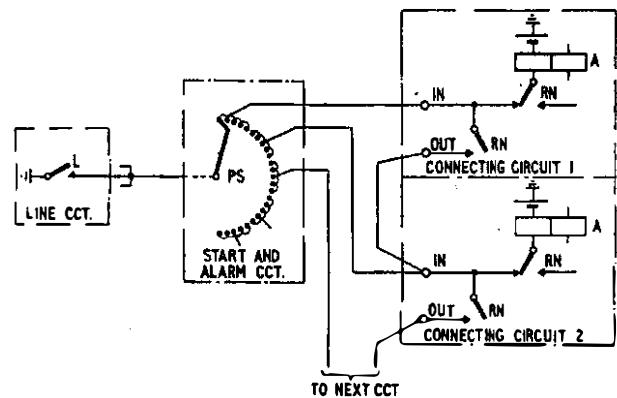 A
IN
RN
RN
OUT
CONNECTING CIRCUIT 1
L
LINE CCT.
PS
START AND
ALARM CCT.
A
IN
RN
RN
OUT
CONNECTING CIRCUIT 2
TO NEXT CCT